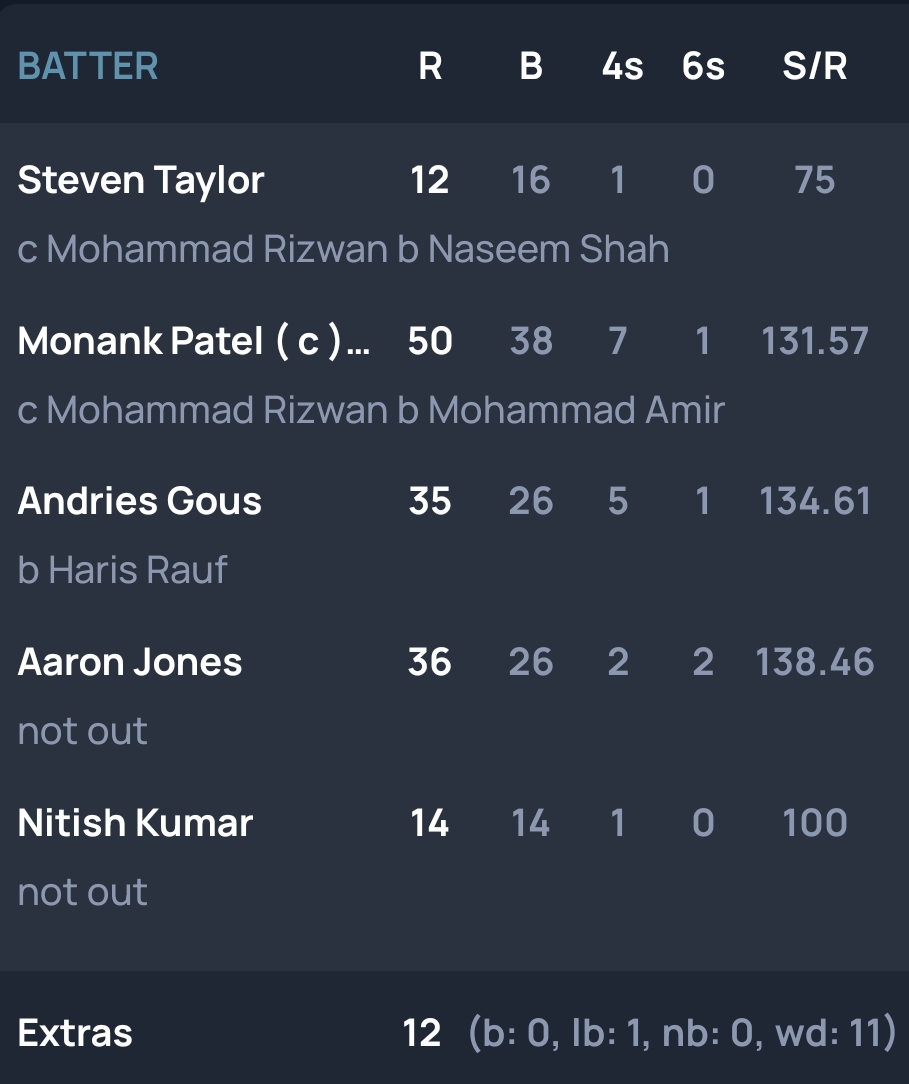 BATTER R B 4s 6s S/R
Steven Taylor 12 16 1 0 75
c Mohammad Rizwan b Naseem Shah
Monank Patel ( c )... 50 38 7 1 131.57
c Mohammad Rizwan b Mohammad Amir
Andries Gous 35 26 5 1 134.61
b Haris Rauf
Aaron Jones 36 26 2 2 138.46
not out
Nitish Kumar 14 14 1 0 100
not out
Extras 12 (b: 0, lb: 1, nb: 0, wd: 11)